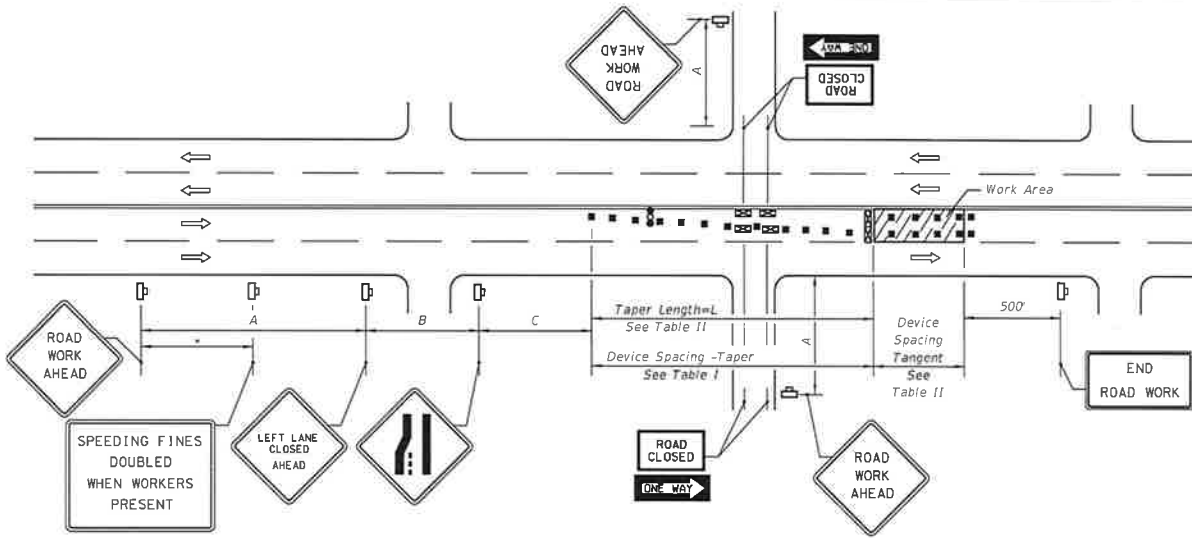 ROAD
WORK
AHEAD
A
ONE WAY
ROAD
CLOSED
Work Area
A
B
C
*
Taper Length=L
See Table II
Device Spacing -Taper
See Table I
A
Device
Spacing
Tangent
See
Table II
500'
ROAD
WORK
AHEAD
SPEEDING FINES
DOUBLED
WHEN WORKERS
PRESENT
LEFT LANE
CLOSED
AHEAD
ROAD
CLOSED
ONE WAY
ROAD
WORK
AHEAD
END
ROAD WORK